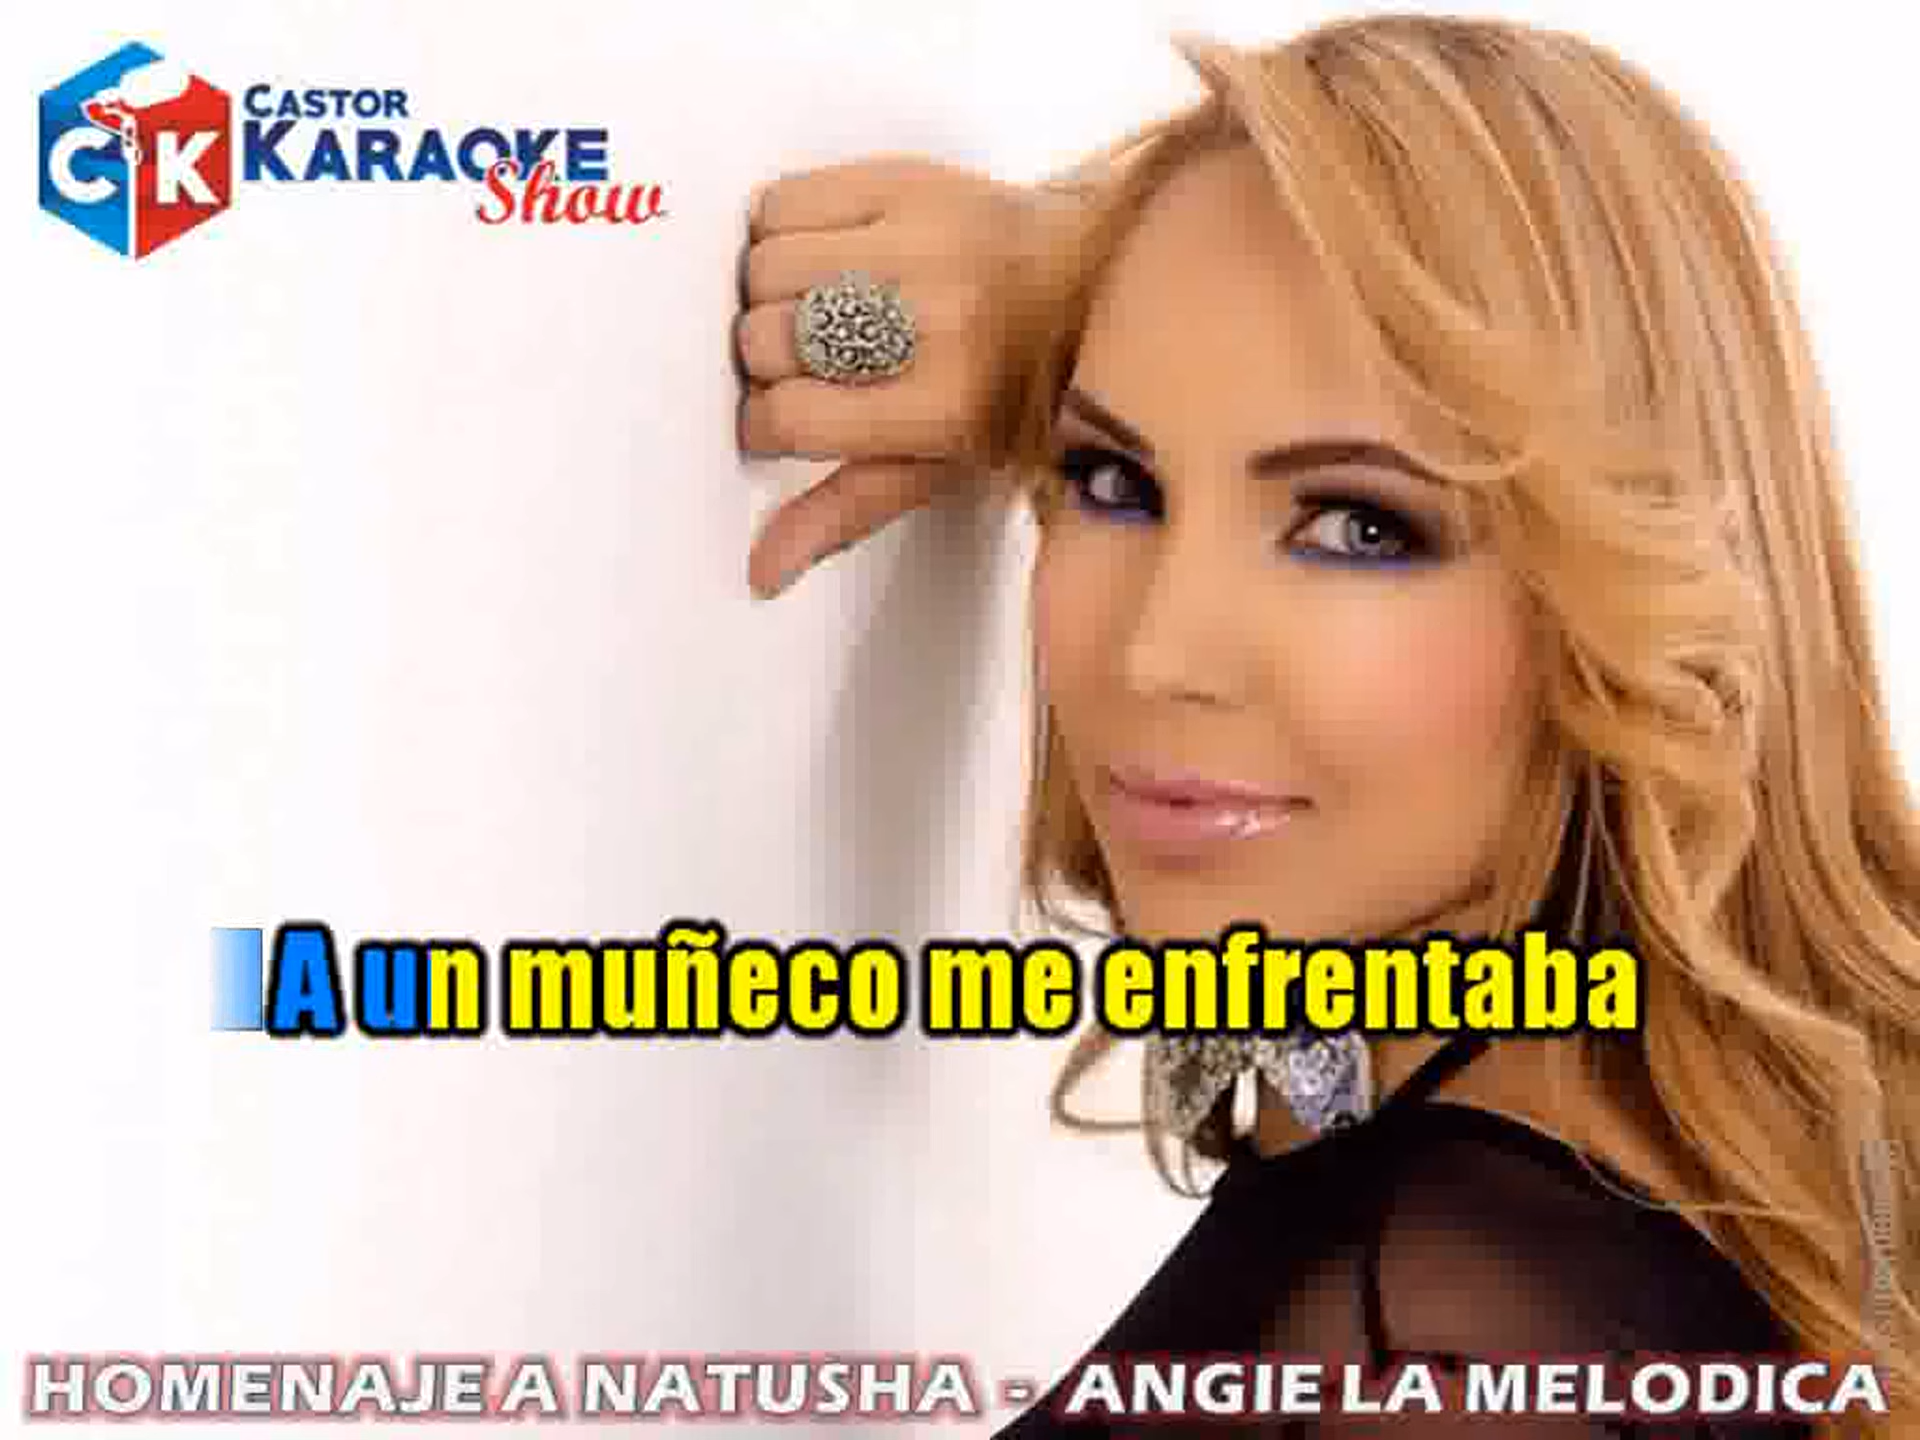 CK CASTOR
KARAOKE
Show
A un muñeco me enfrentaba
HOMENAJE A NATUSHA - ANGIE LA MELODICA